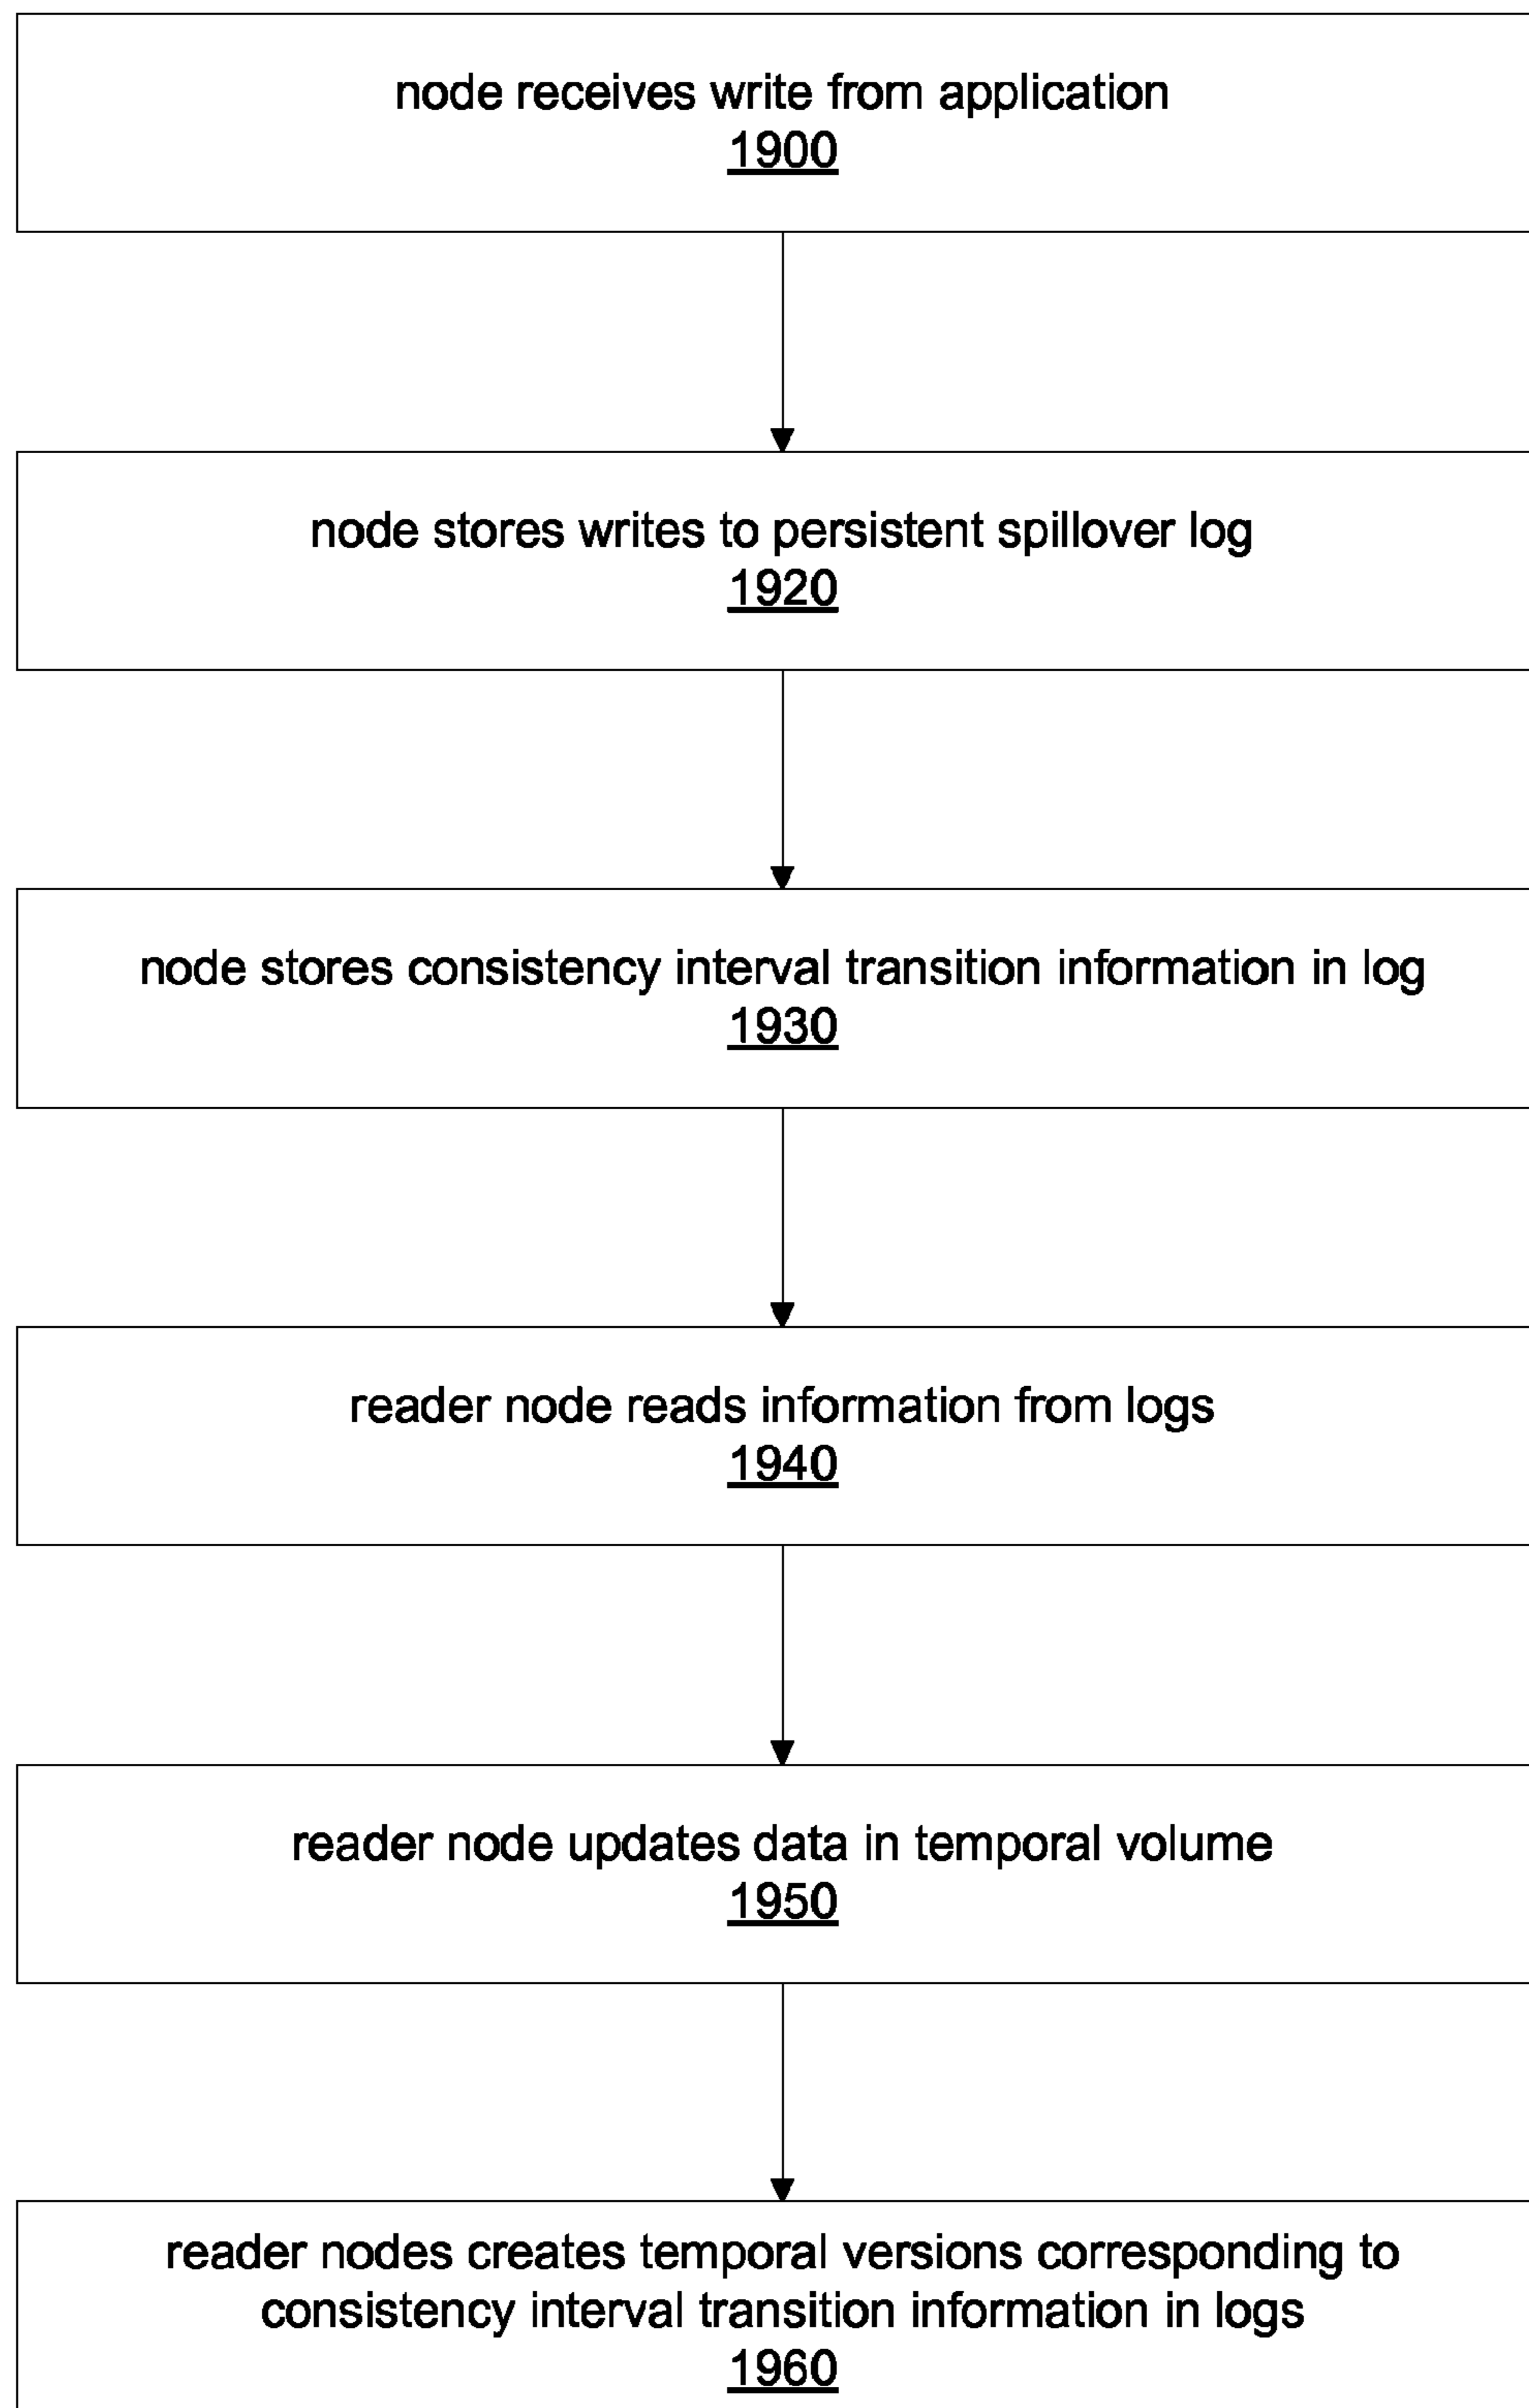 node receives write from application
1900
node stores writes to persistent spillover log
1920
node stores consistency interval transition information in log
1930
reader node reads information from logs
1940
reader node updates data in temporal volume
1950
reader nodes creates temporal versions corresponding to
consistency interval transition information in logs
1960